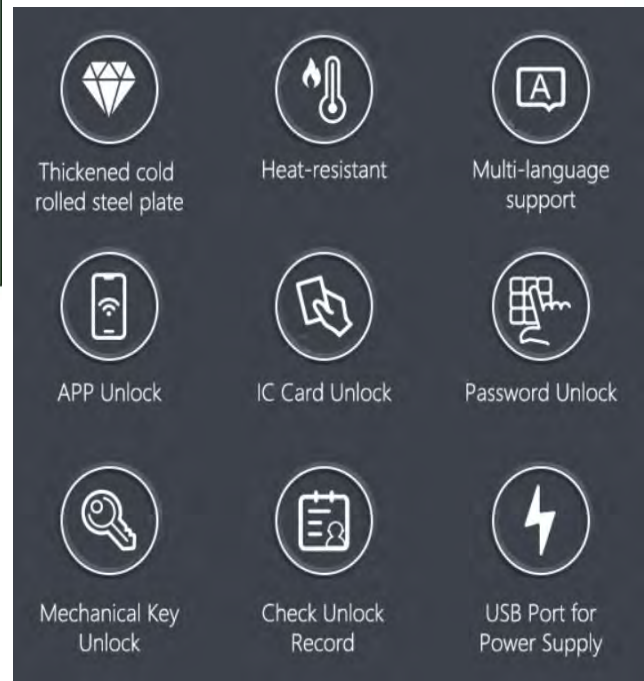 Thickened cold
rolled steel plate
Heat-resistant
A
Multi-language
support
APP Unlock
IC Card Unlock
Password Unlock
Mechanical Key
Unlock
Check Unlock
Record
USB Port for
Power Supply